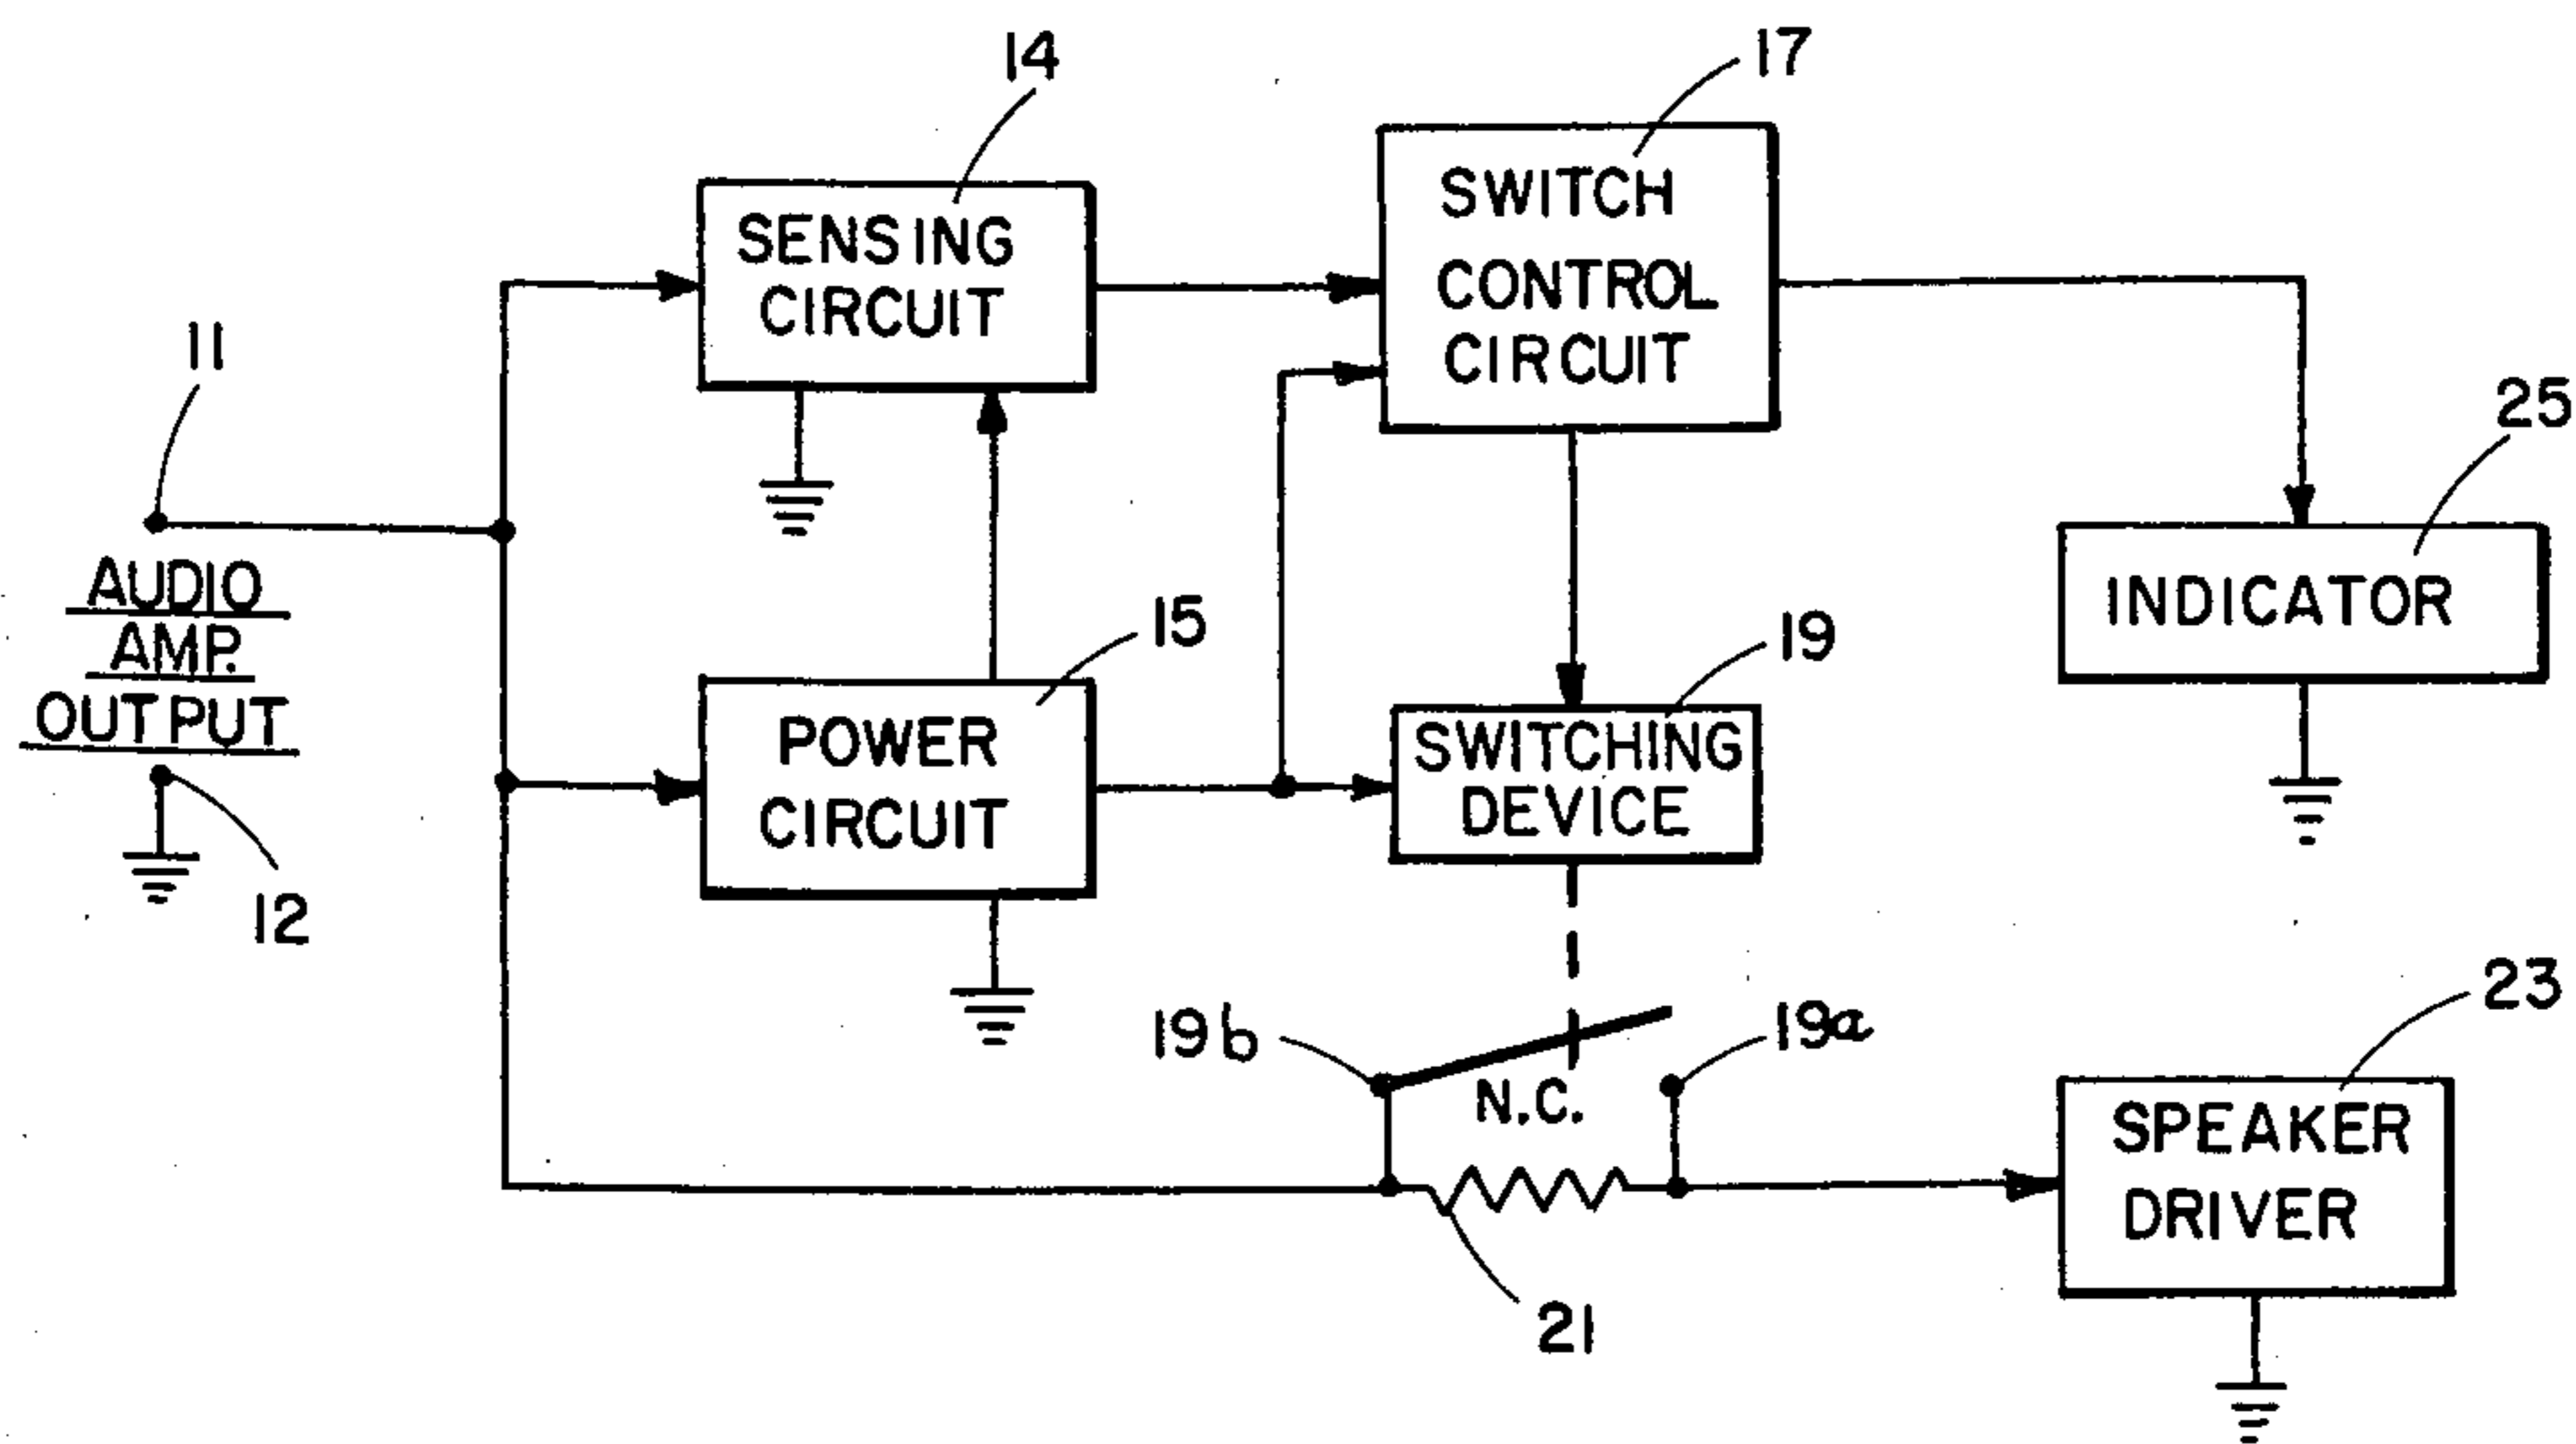 14
17
SENSING
CIRCUIT
SWITCH
CONTROL
CIRCUIT
11
25
AUDIO
AMP.
OUTPUT
INDICATOR
15
19
POWER
CIRCUIT
SWITCHING
DEVICE
12
19b
19a
23
N.C.
SPEAKER
DRIVER
21